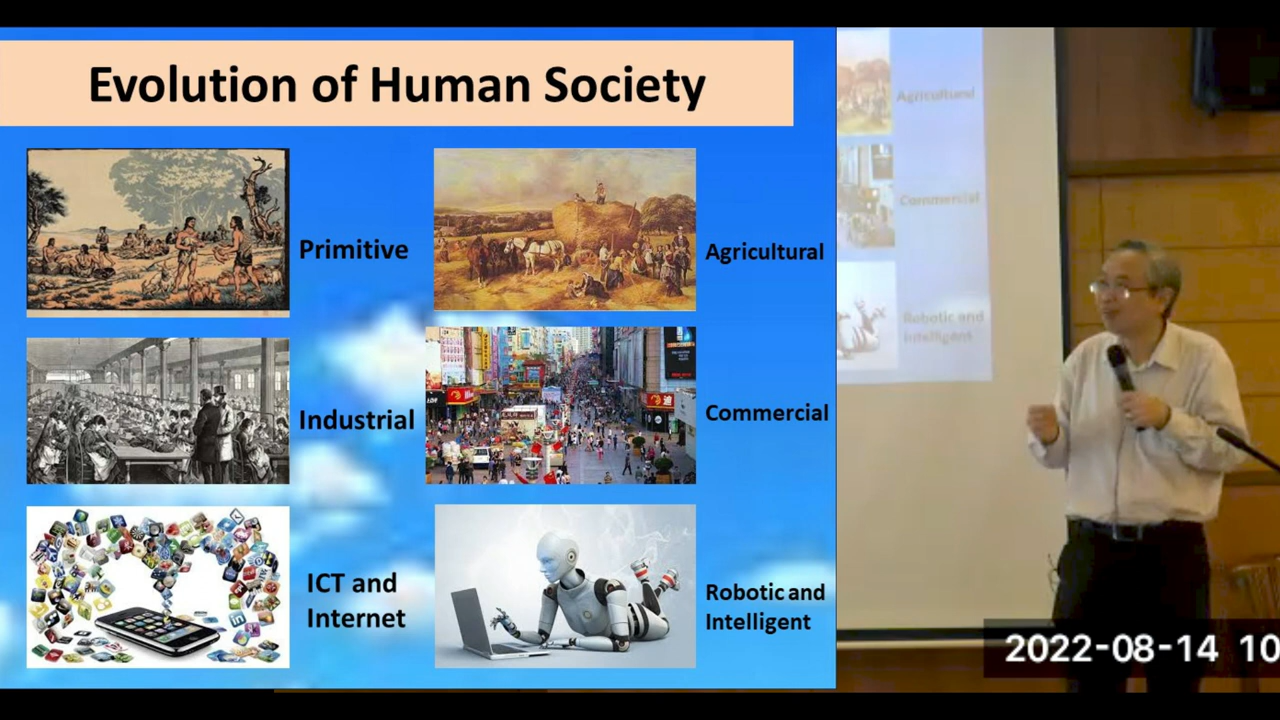 Evolution of Human Society
Primitive
Agricultural
Industrial
Commercial
ICT and
Internet
Robotic and
Intelligent
Agricultural
Commercial
Robotic and
Intelligent
2022-08-14 10